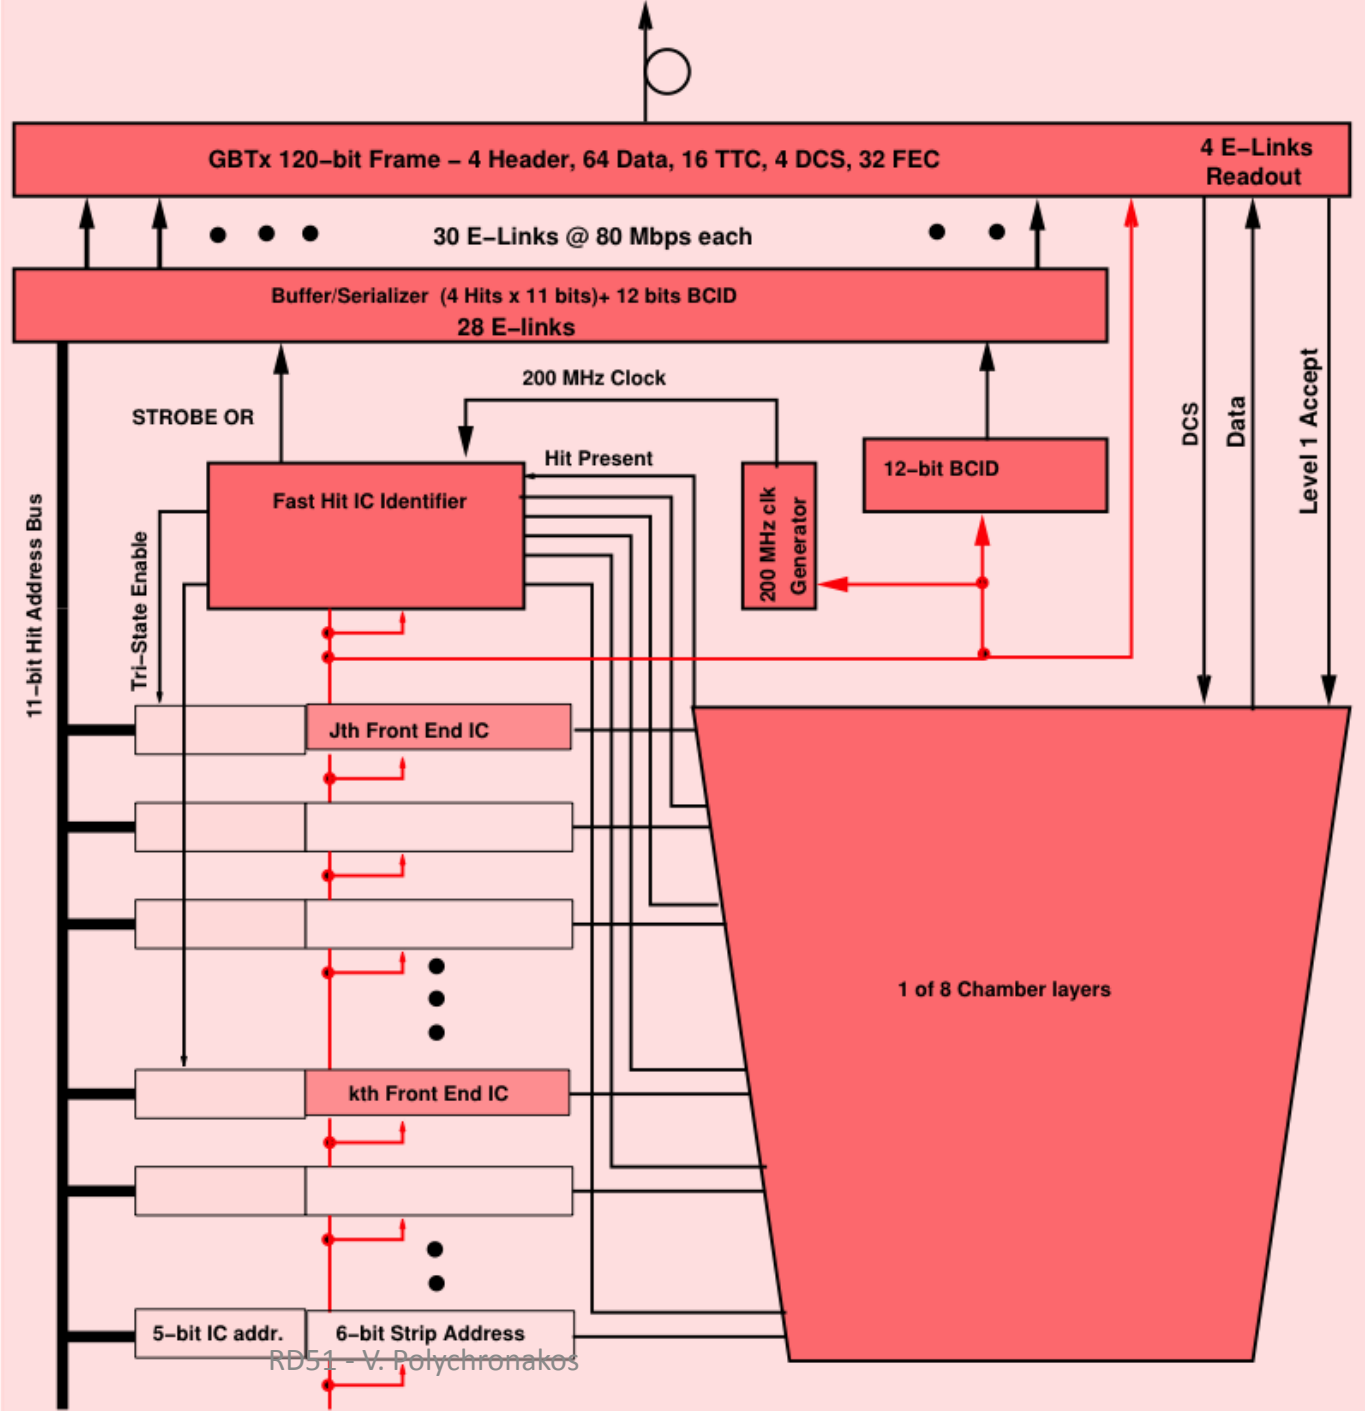 GBTx 120–bit Frame – 4 Header, 64 Data, 16 TTC, 4 DCS, 32 FEC
4 E–Links
Readout
30 E–Links @ 80 Mbps each
Buffer/Serializer (4 Hits x 11 bits)+ 12 bits BCID
28 E–links
200 MHz Clock
STROBE OR
Hit Present
Fast Hit IC Identifier
200 MHz clk
Generator
12–bit BCID
DCS
Data
Level 1 Accept
11–bit Hit Address Bus
Tri–State Enable
Jth Front End IC
1 of 8 Chamber layers
kth Front End IC
5–bit IC addr.
6–bit Strip Address
RD51 - V. Polychronakos